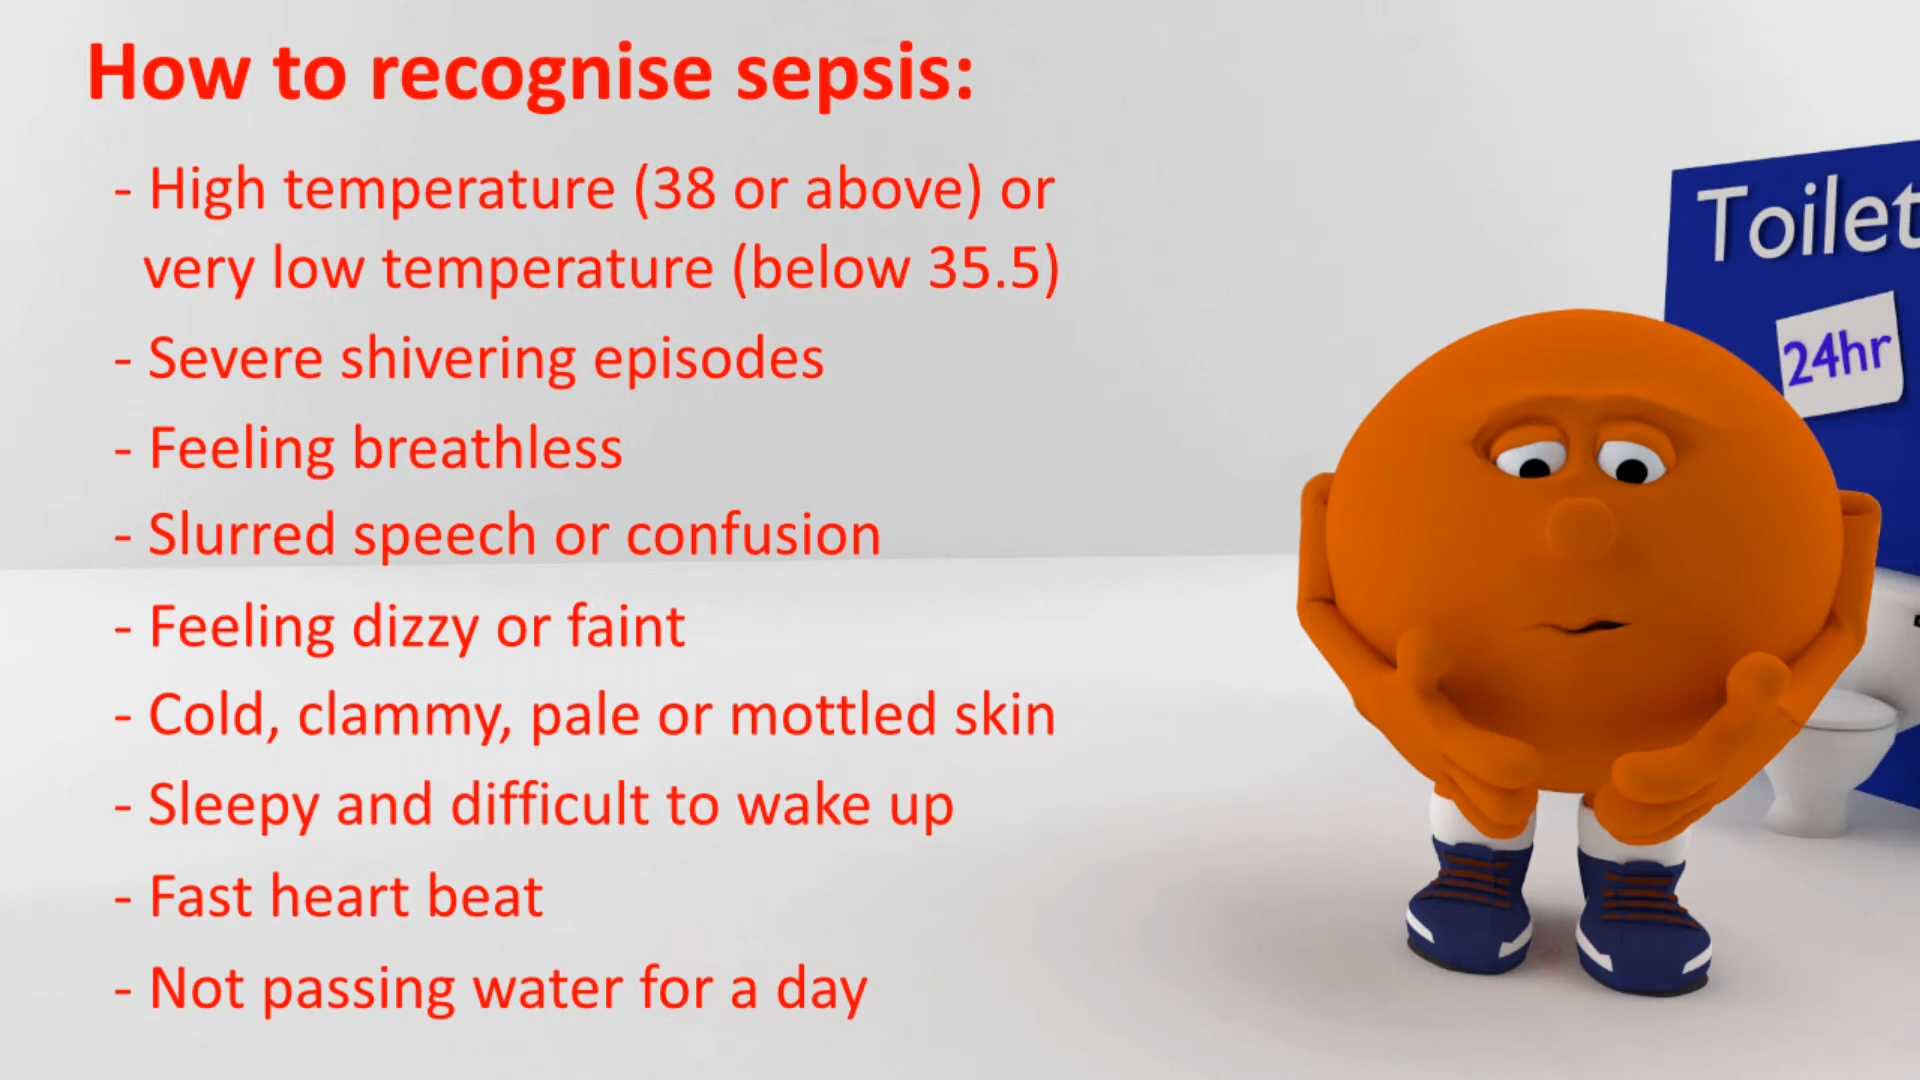 How to recognise sepsis:
- High temperature (38 or above) or
very low temperature (below 35.5)
- Severe shivering episodes
- Feeling breathless
- Slurred speech or confusion
- Feeling dizzy or faint
- Cold, clammy, pale or mottled skin
- Sleepy and difficult to wake up
- Fast heart beat
- Not passing water for a day
Toilet
24hr